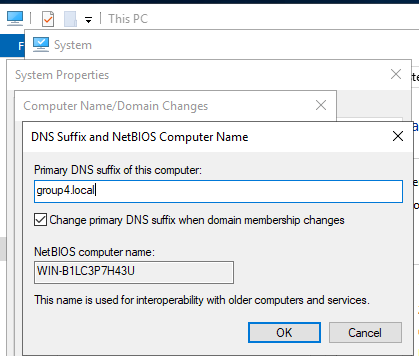 This PC
F
System
System Properties
Computer Name/Domain Changes
DNS Suffix and NetBIOS Computer Name
Primary DNS suffix of this computer:
group4.local
Change primary DNS suffix when domain membership changes
NetBIOS computer name:
WIN-B1LC3P7H43U
This name is used for interoperability with older computers and services.
OK
Cancel